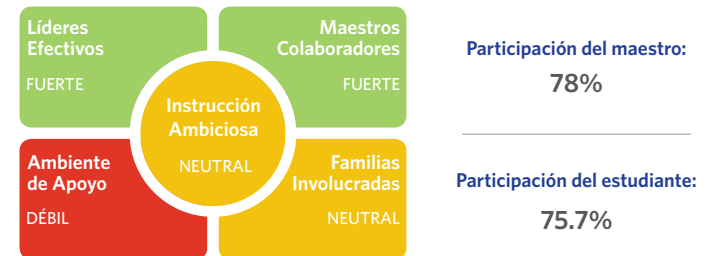 Líderes
Efectivos
FUERTE
Maestros
Colaboradores
FUERTE
Instrucción
Ambiciosa
NEUTRAL
Ambiente
de Apoyo
DÉBIL
Familias
Involucradas
NEUTRAL
Participación del maestro:
78%
Participación del estudiante:
75.7%